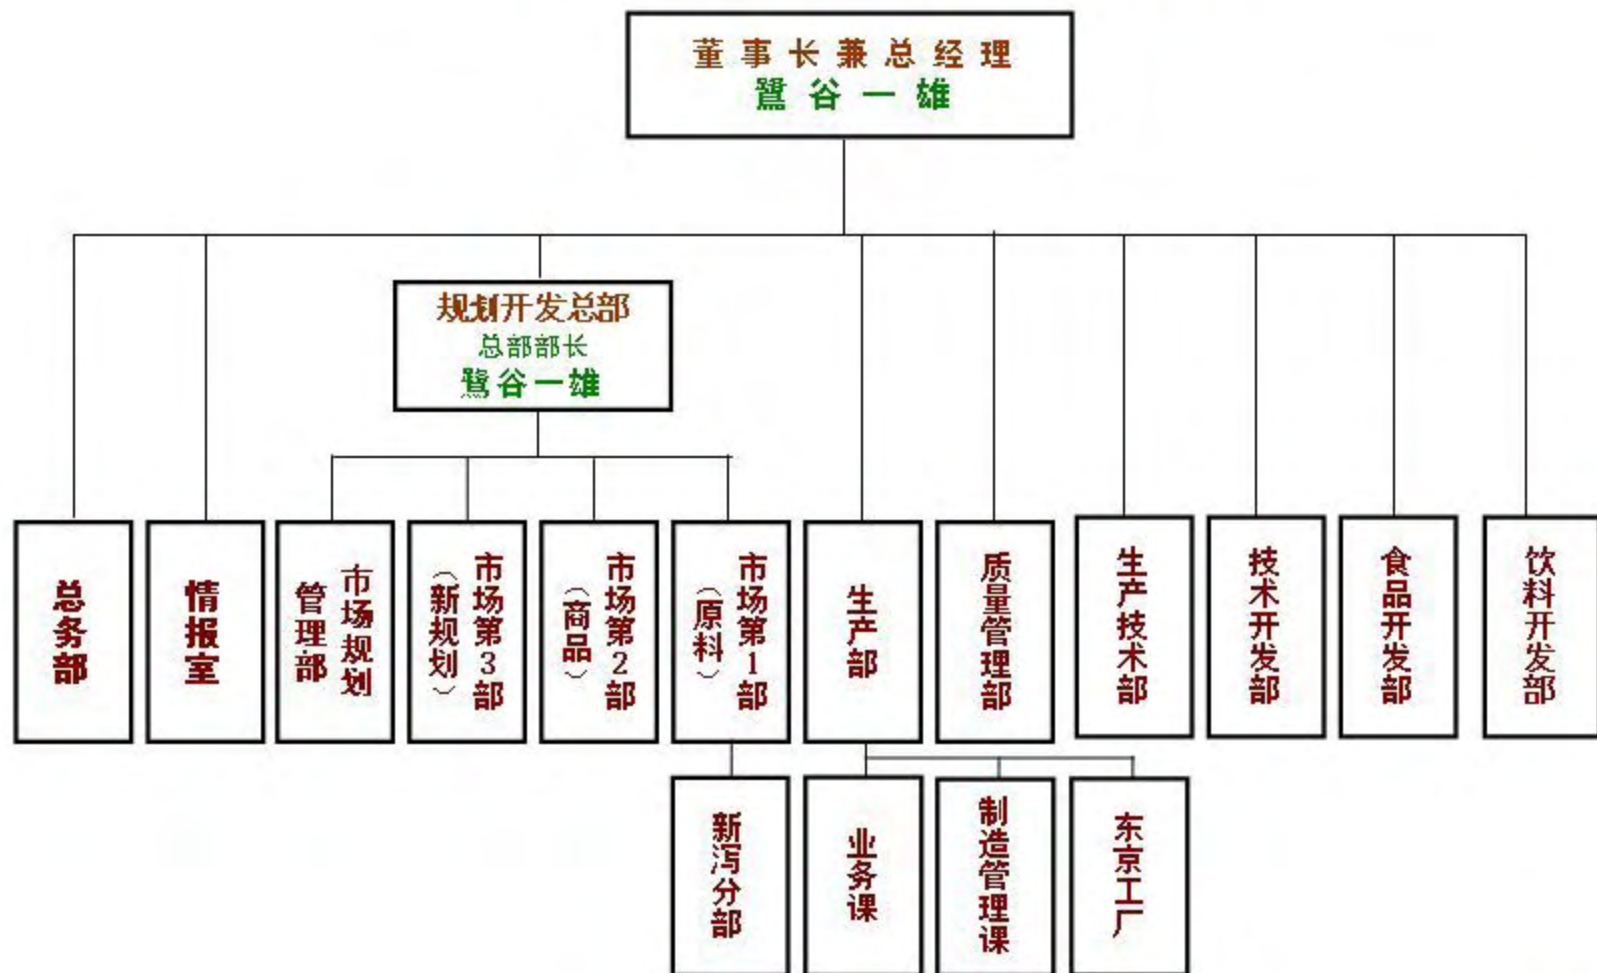 董事长兼总经理
鷺谷一雄
规划开发总部
总部部长
鷺谷一雄
总务部
情报室
市场规划
管理部
市场第3部
（新规划）
市场第2部
（商品）
市场第1部
（原料）
生产部
质量管理部
生产技术部
技术开发部
食品开发部
饮料开发部
新泻分部
业务课
制造管理课
东京工厂